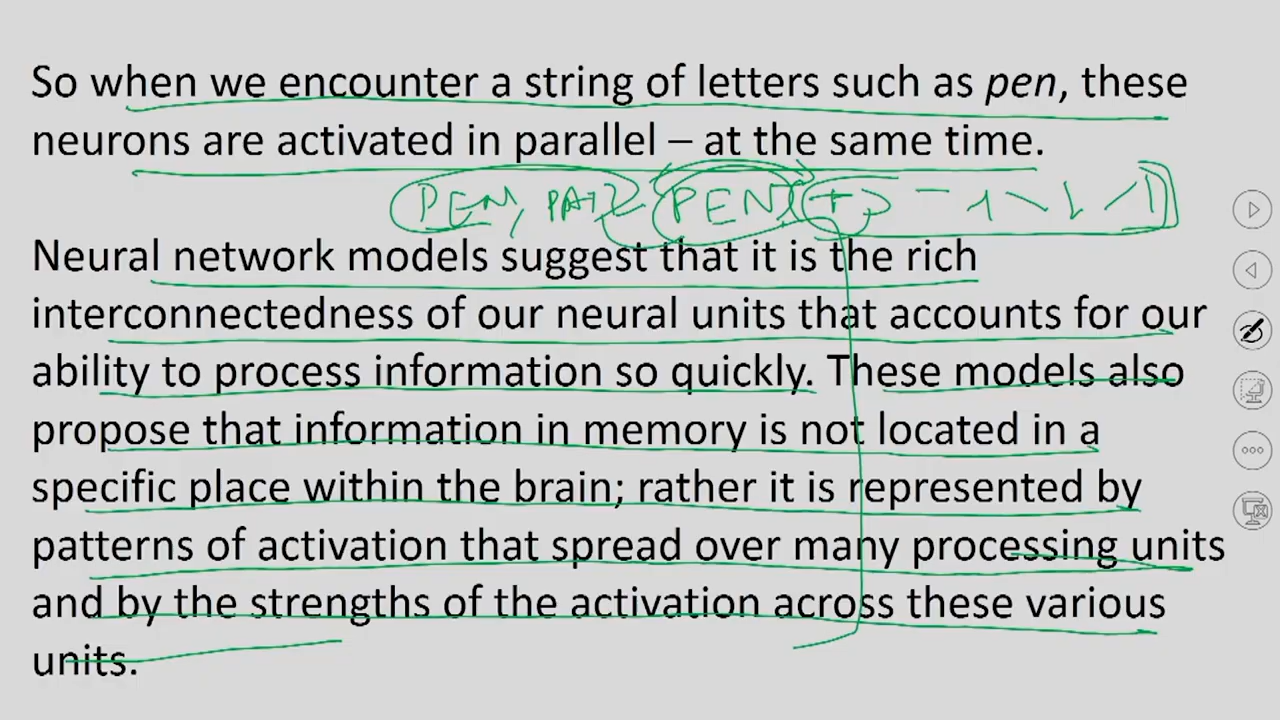 So when we encounter a string of letters such as pen, these
neurons are activated in parallel – at the same time.
PEN, PAT PEN
Neural network models suggest that it is the rich
interconnectedness of our neural units that accounts for our
ability to process information so quickly. These models also
propose that information in memory is not located in a
specific place within the brain; rather it is represented by
patterns of activation that spread over many processing units
and by the strengths of the activation across these various
units.